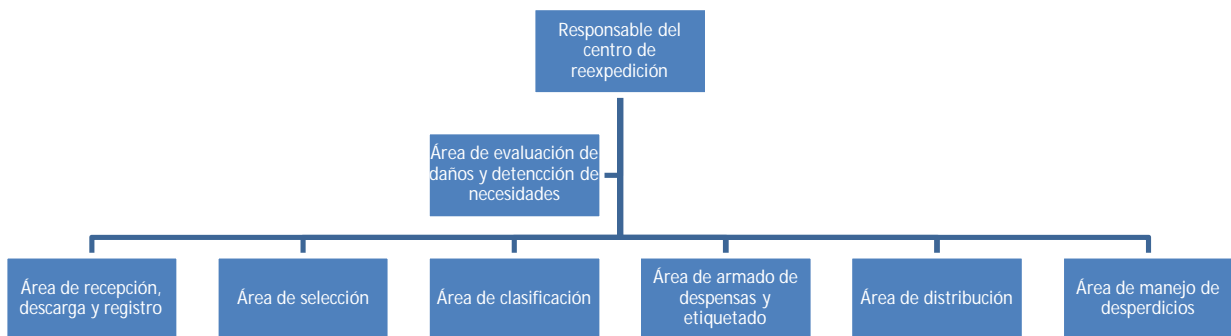 Responsable del
centro de
reexpedición
Área de evaluación de
daños y detencción de
necesidades
Área de recepción,
descarga y registro
Área de selección
Área de clasificación
Área de armado de
despensas y
etiquetado
Área de distribución
Área de manejo de
desperdicios